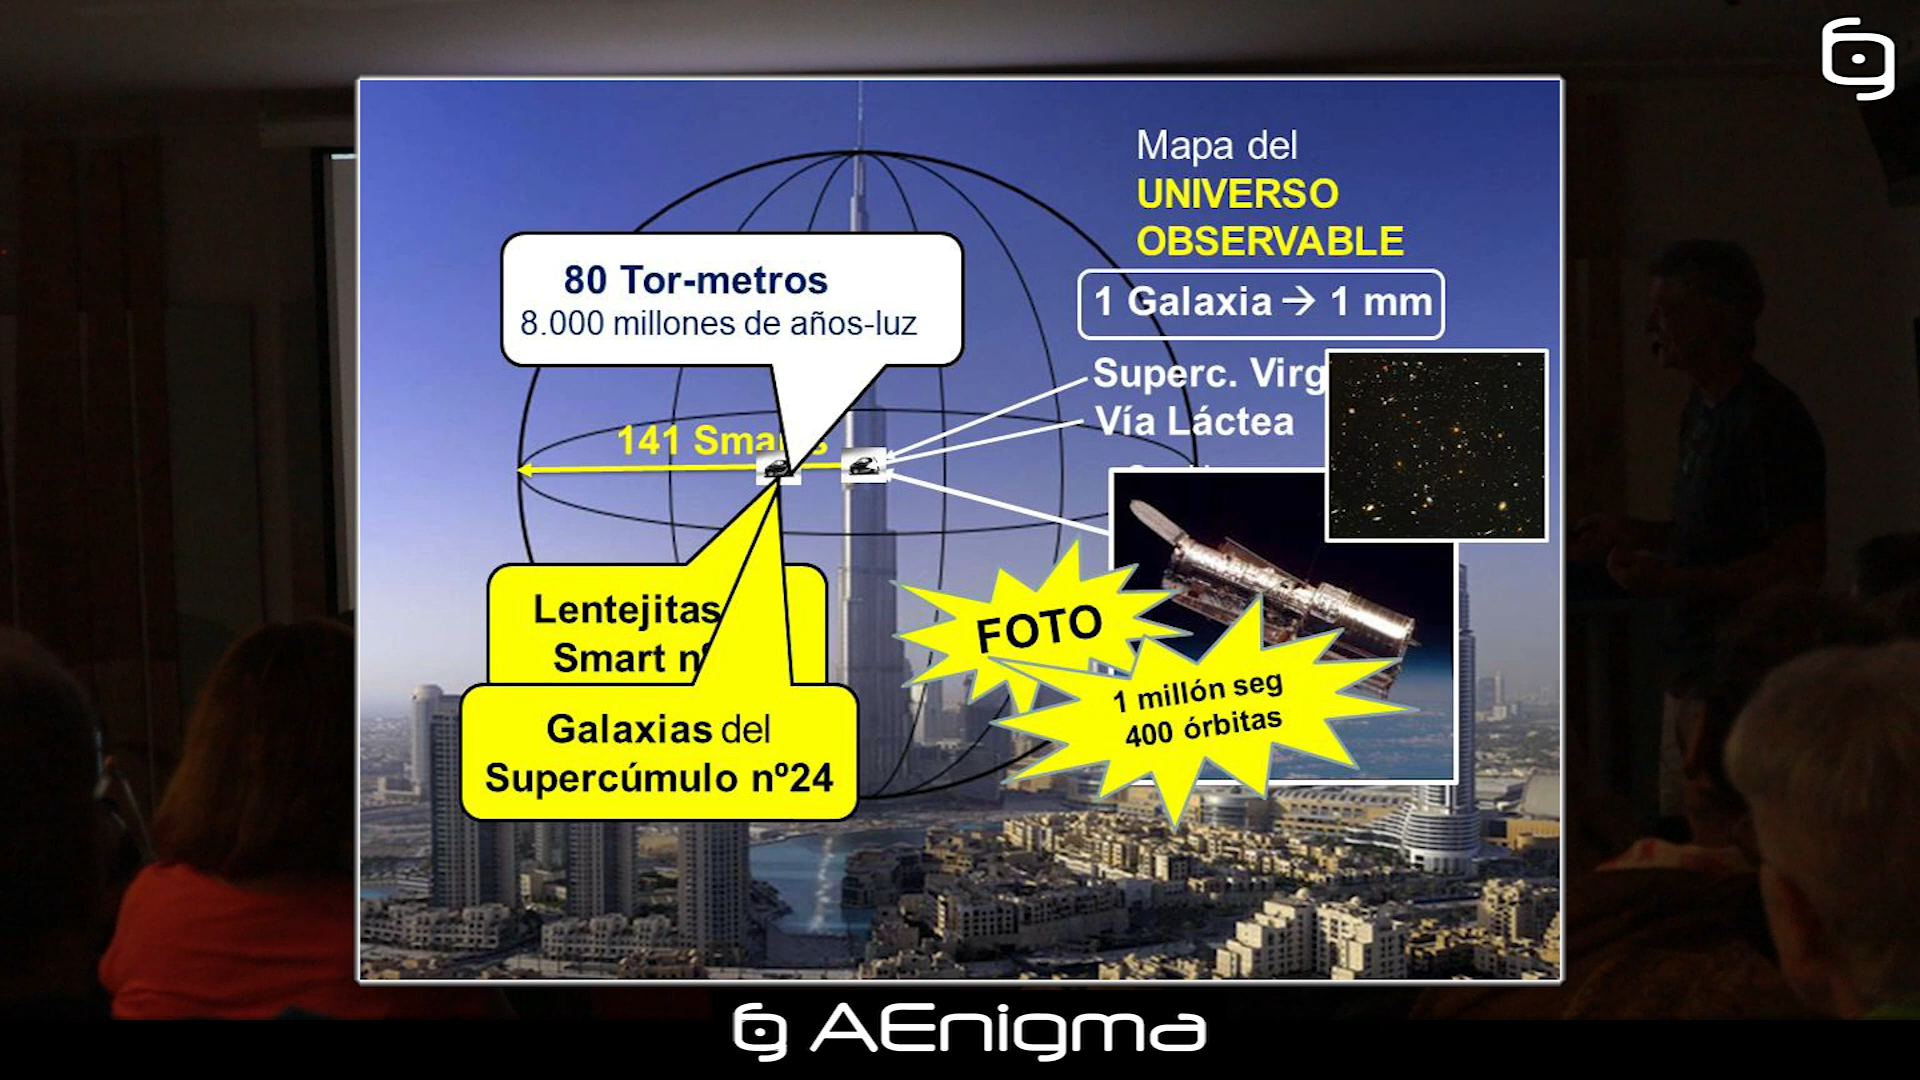 Mapa del
UNIVERSO
OBSERVABLE
1 Galaxia → 1 mm
80 Tor-metros
8.000 millones de años-luz
Superc. Virg
Vía Láctea
141
Lentejitas
Smart nº
Galaxias del
Supercúmulo nº24
FOTO
1 millón seg
400 órbitas
AEnigma